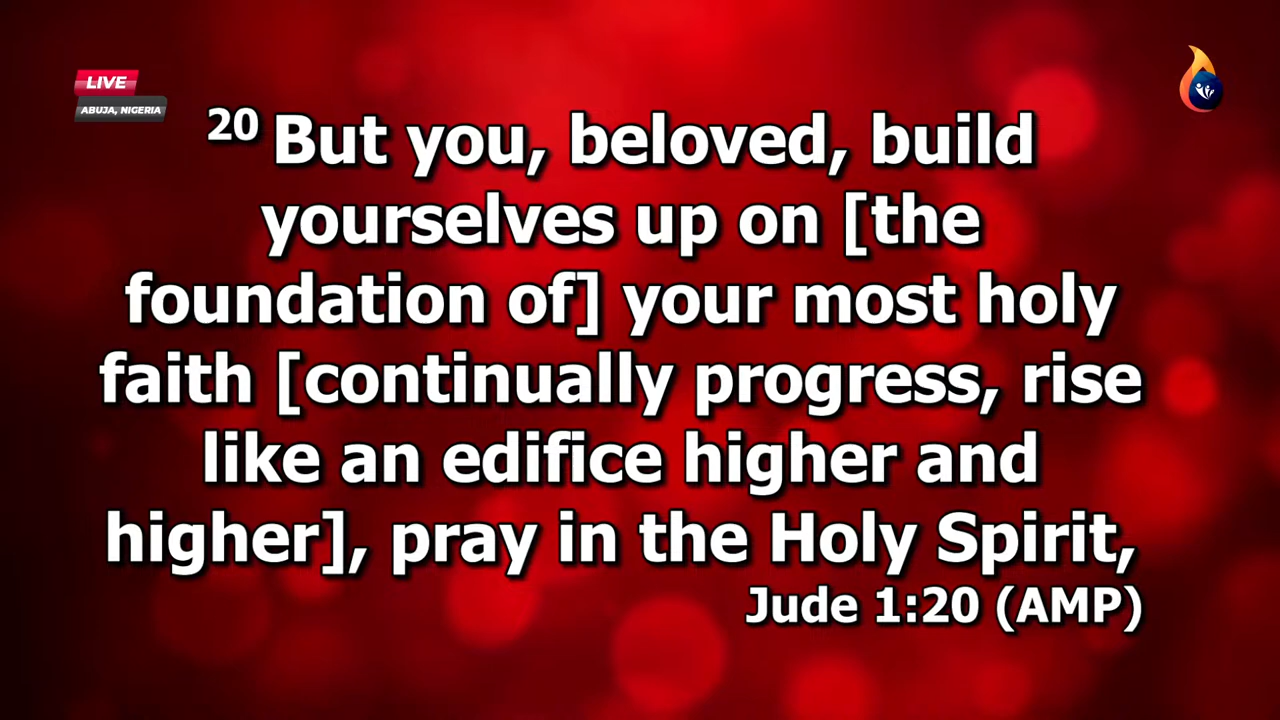 LIVE
ABUJA, NIGERIA
20 But you, beloved, build
yourselves up on [the
foundation of] your most holy
faith [continually progress, rise
like an edifice higher and
higher], pray in the Holy Spirit,
Jude 1:20 (AMP)